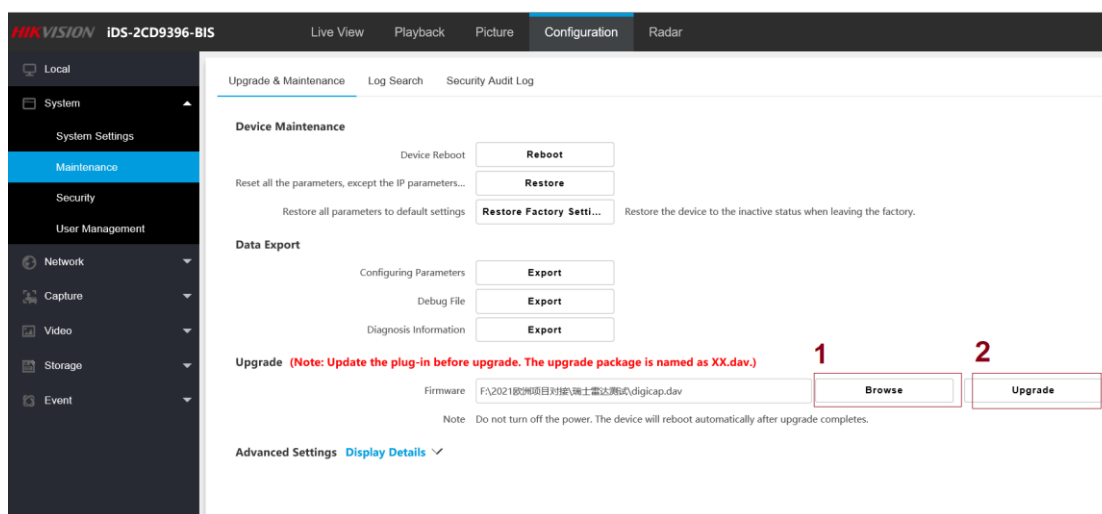 HIKVISION iDS-2CD9396-BIS Live View Playback Picture Configuration Radar
Local
System
System Settings
Maintenance
Security
User Management
Network
Capture
Video
Storage
Event
Upgrade & Maintenance Log Search Security Audit Log
Device Maintenance
Device Reboot Reboot
Reset all the parameters, except the IP parameters... Restore
Restore all parameters to default settings Restore Factory Setti... Restore the device to the inactive status when leaving the factory.
Data Export
Configuring Parameters Export
Debug File Export
Diagnosis Information Export
1 2
Upgrade (Note: Update the plug-in before upgrade. The upgrade package is named as XX.dav.)
Firmware F:\2021欧洲项目对接\瑞士雷达测试\digicap.dav Browse Upgrade
Note Do not turn off the power. The device will reboot automatically after upgrade completes.
Advanced Settings Display Details